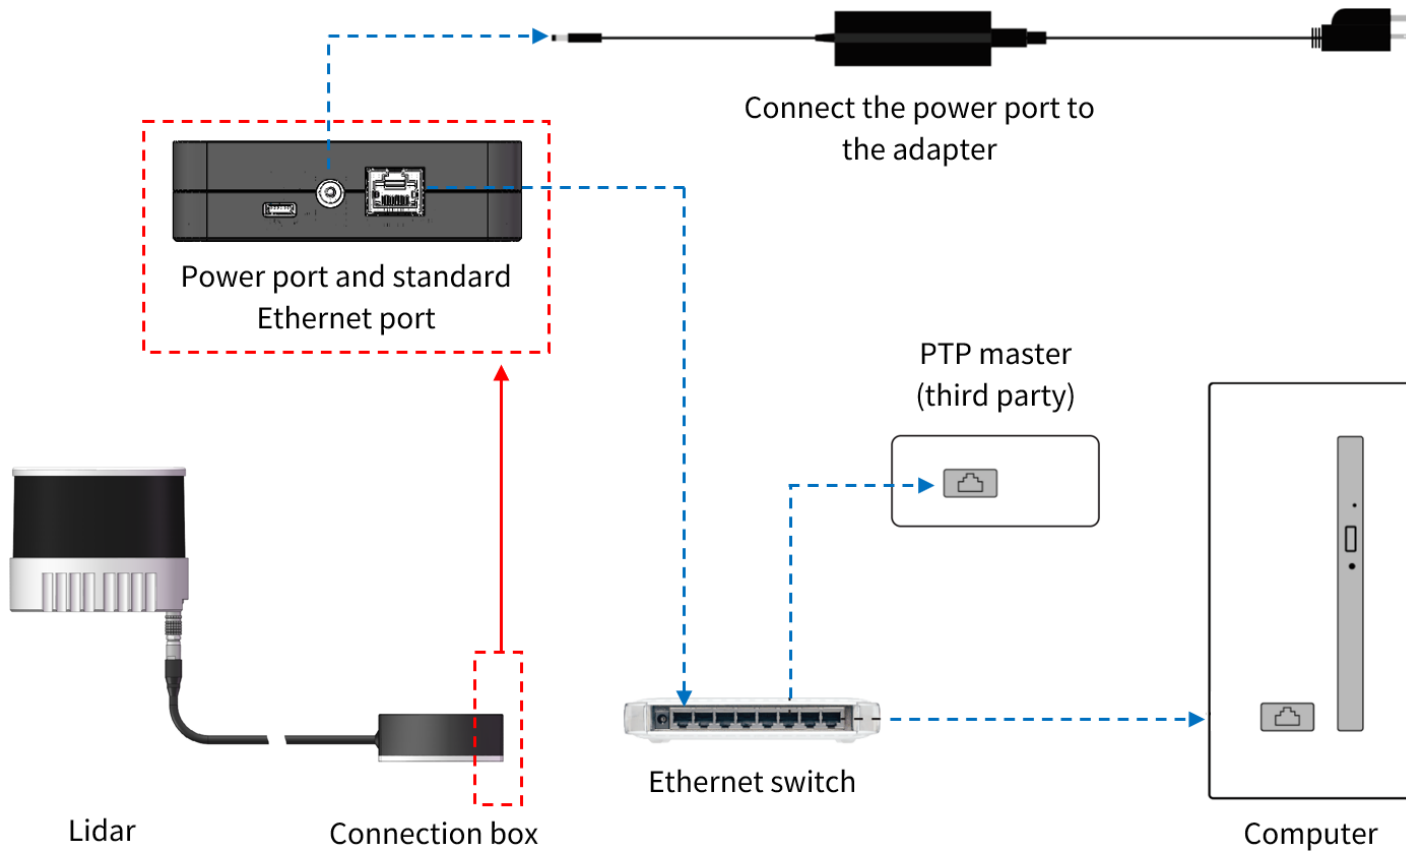 Connect the power port to
the adapter
Power port and standard
Ethernet port
PTP master
(third party)
Ethernet switch
Lidar
Connection box
Computer